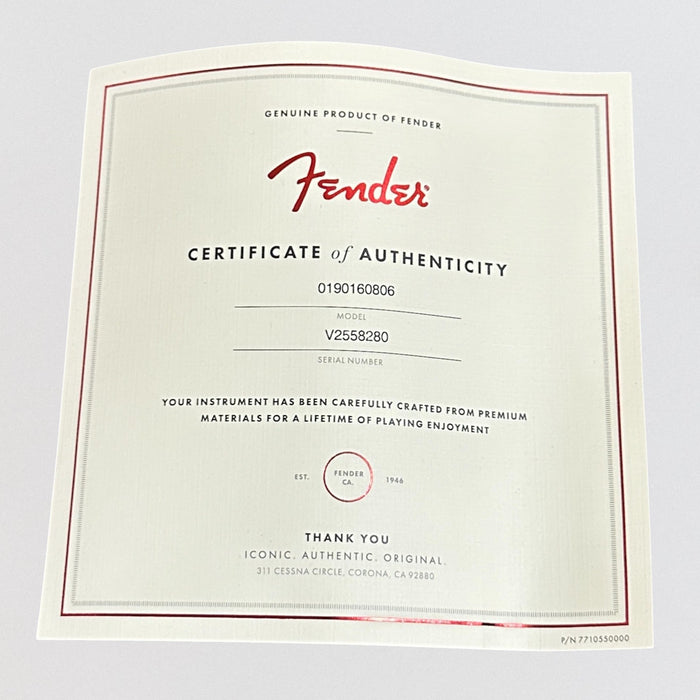 GENUINE PRODUCT OF FENDER
Fender
CERTIFICATE of AUTHENTICITY
0190160806
MODEL
V2558280
SERIAL NUMBER
YOUR INSTRUMENT HAS BEEN CAREFULLY CRAFTED FROM PREMIUM
MATERIALS FOR A LIFETIME OF PLAYING ENJOYMENT
EST. FENDER CA. 1946
THANK YOU
ICONIC. AUTHENTIC. ORIGINAL.
311 CESSNA CIRCLE, CORONA, CA 92880
P/N 7710550000